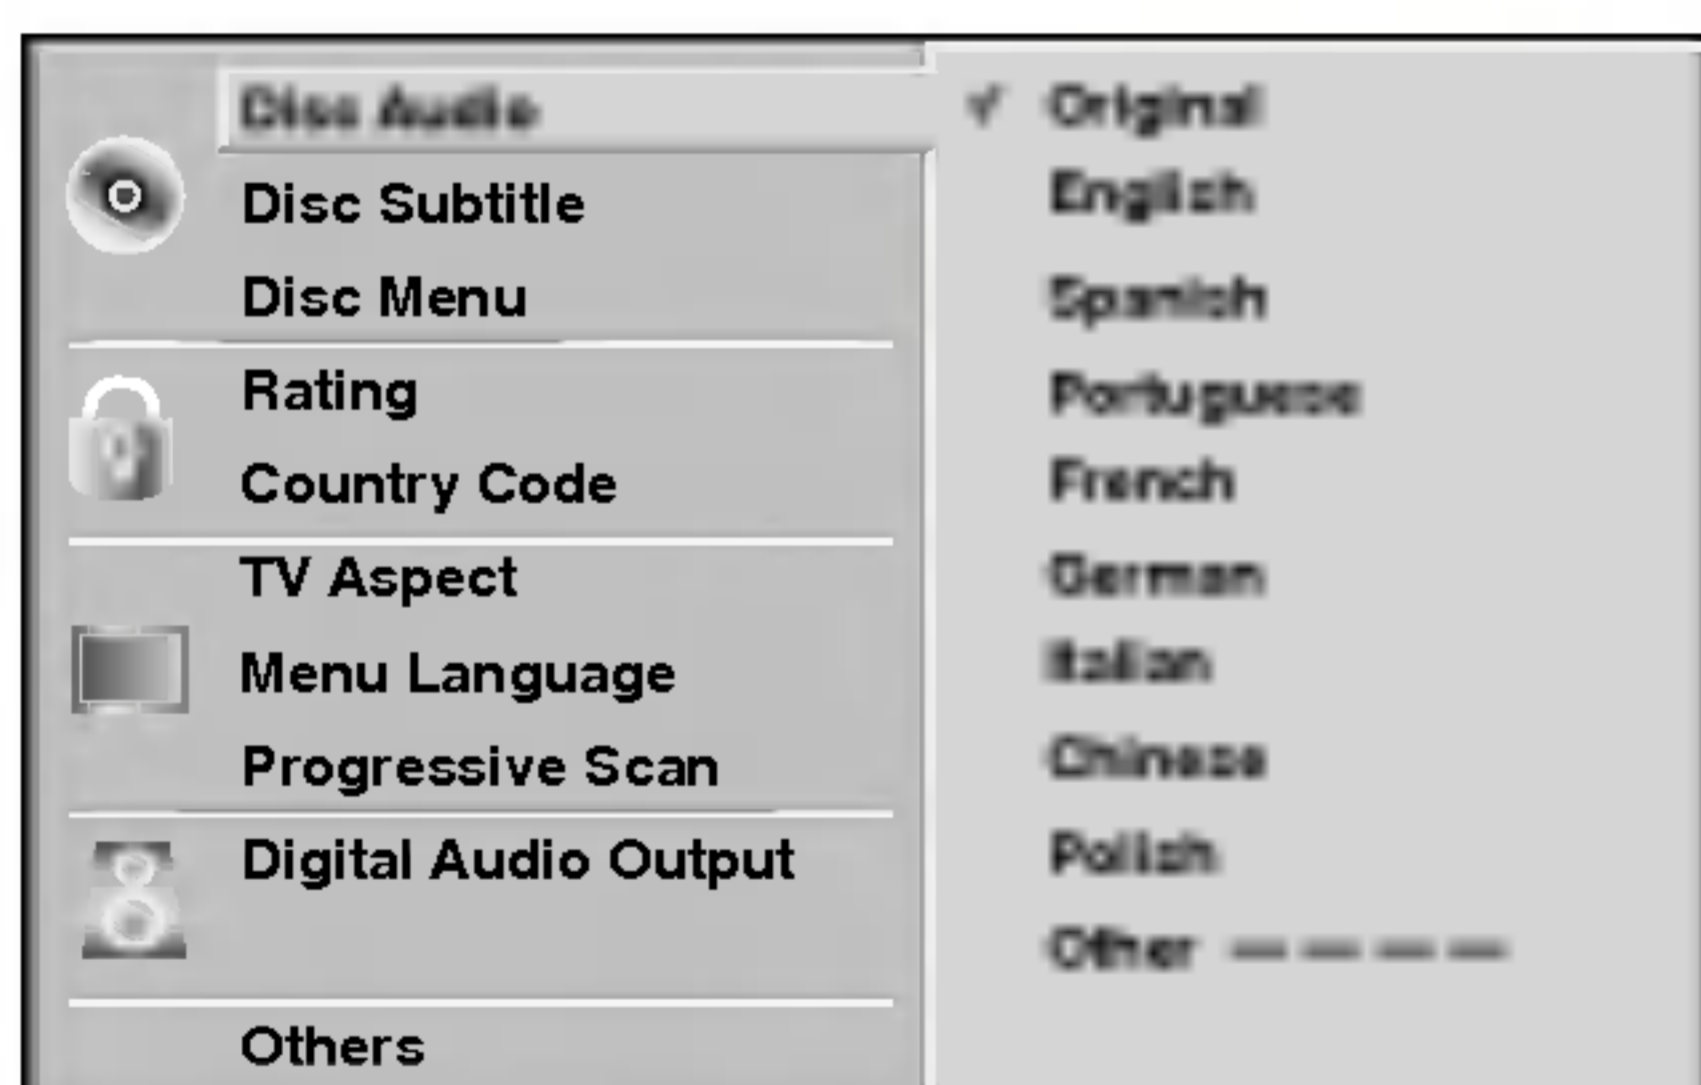 Disc Audio
Disc Subtitle
Disc Menu
Rating
Country Code
TV Aspect
Menu Language
Progressive Scan
Digital Audio Output
Others
✓ Original
English
Spanish
Portuguese
French
German
Italian
Chinese
Polish
Other — — — —